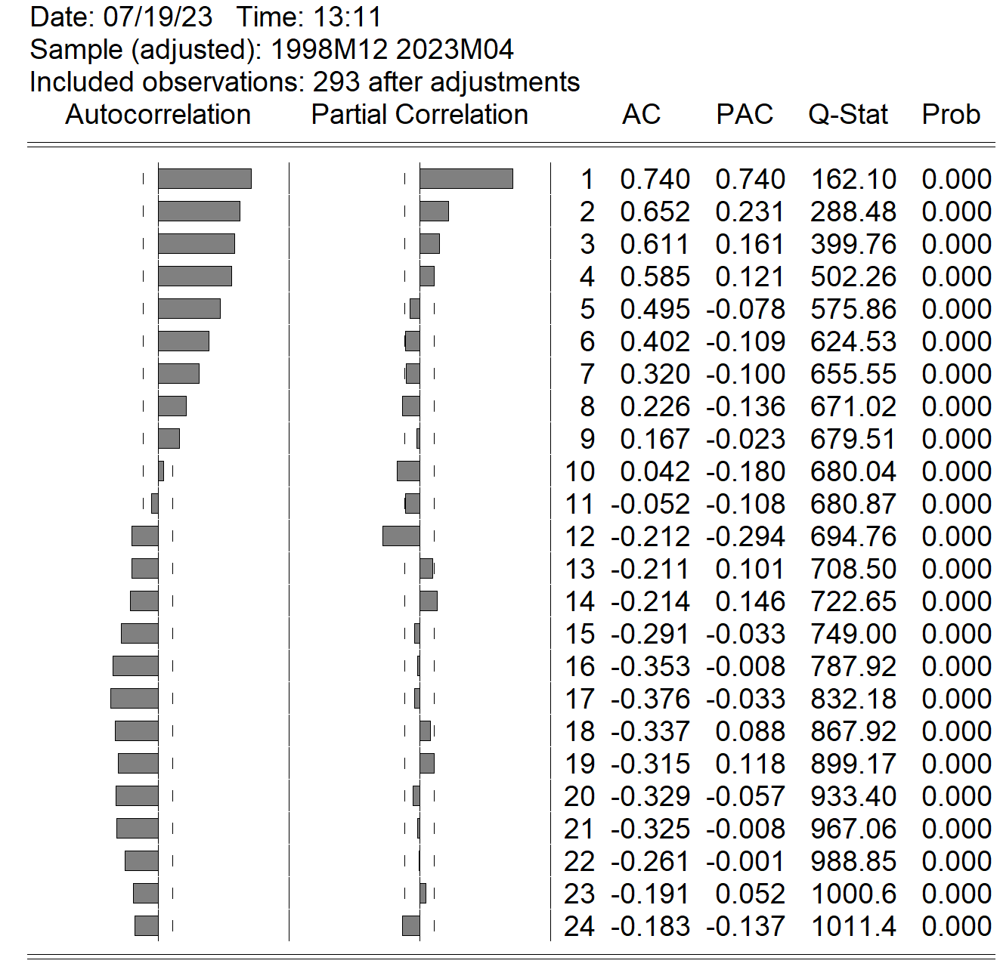 Date: 07/19/23 Time: 13:11
Sample (adjusted): 1998M12 2023M04
Included observations: 293 after adjustments
Autocorrelation Partial Correlation AC PAC Q-Stat Prob
1 0.740 0.740 162.10 0.000
2 0.652 0.231 288.48 0.000
3 0.611 0.161 399.76 0.000
4 0.585 0.121 502.26 0.000
5 0.495 -0.078 575.86 0.000
6 0.402 -0.109 624.53 0.000
7 0.320 -0.100 655.55 0.000
8 0.226 -0.136 671.02 0.000
9 0.167 -0.023 679.51 0.000
10 0.042 -0.180 680.04 0.000
11 -0.052 -0.108 680.87 0.000
12 -0.212 -0.294 694.76 0.000
13 -0.211 0.101 708.50 0.000
14 -0.214 0.146 722.65 0.000
15 -0.291 -0.033 749.00 0.000
16 -0.353 -0.008 787.92 0.000
17 -0.376 -0.033 832.18 0.000
18 -0.337 0.088 867.92 0.000
19 -0.315 0.118 899.17 0.000
20 -0.329 -0.057 933.40 0.000
21 -0.325 -0.008 967.06 0.000
22 -0.261 -0.001 988.85 0.000
23 -0.191 0.052 1000.6 0.000
24 -0.183 -0.137 1011.4 0.000